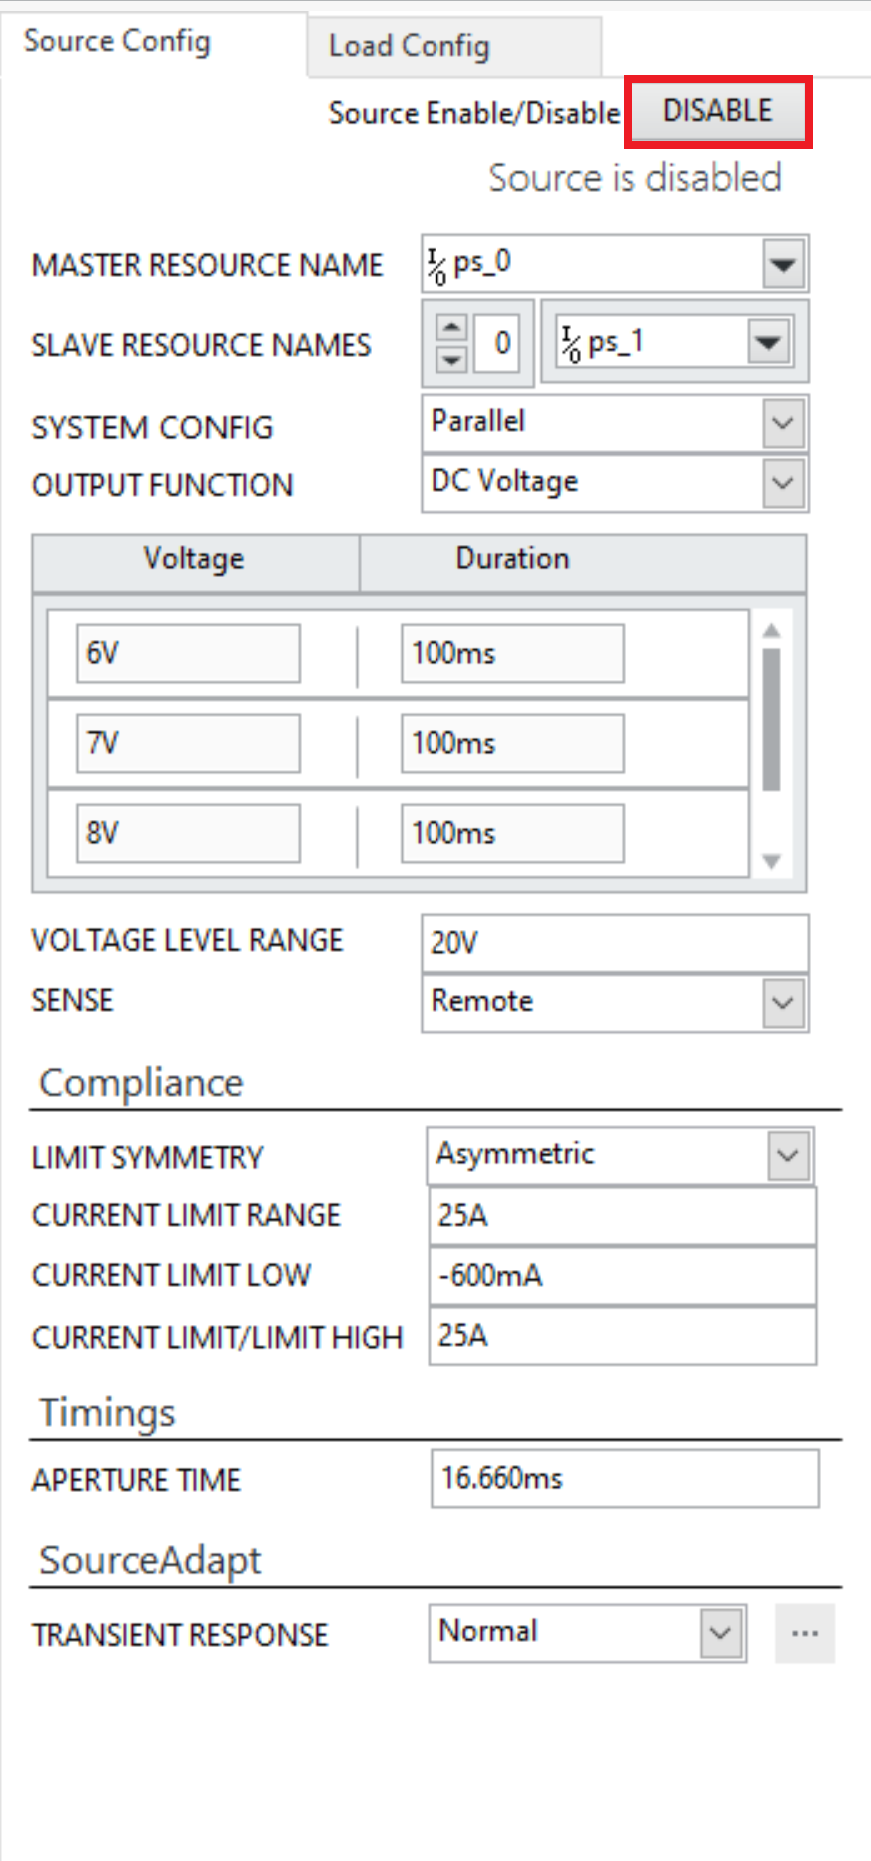 Source Config Load Config
Source Enable/Disable DISABLE
Source is disabled
MASTER RESOURCE NAME I/O ps_0
SLAVE RESOURCE NAMES 0 I/O ps_1
SYSTEM CONFIG Parallel
OUTPUT FUNCTION DC Voltage
Voltage Duration
6V 100ms
7V 100ms
8V 100ms
VOLTAGE LEVEL RANGE 20V
SENSE Remote
Compliance
LIMIT SYMMETRY Asymmetric
CURRENT LIMIT RANGE 25A
CURRENT LIMIT LOW -600mA
CURRENT LIMIT/LIMIT HIGH 25A
Timings
APERTURE TIME 16.660ms
SourceAdapt
TRANSIENT RESPONSE Normal ...